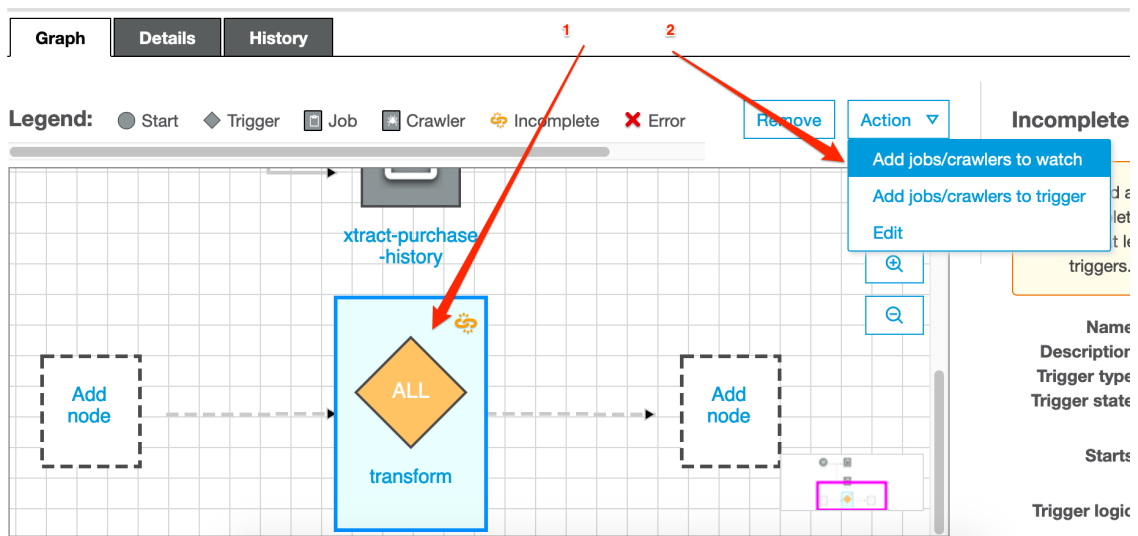 1 2
Graph Details History
Legend: Start Trigger Job Crawler Incomplete Error
Remove Action
Incomplete
Add jobs/crawlers to watch
Add jobs/crawlers to trigger
Edit
triggers.
xtract-purchase
-history
Add
node
ALL
transform
Add
node
Name
Description
Trigger type
Trigger state
Starts
Trigger logic